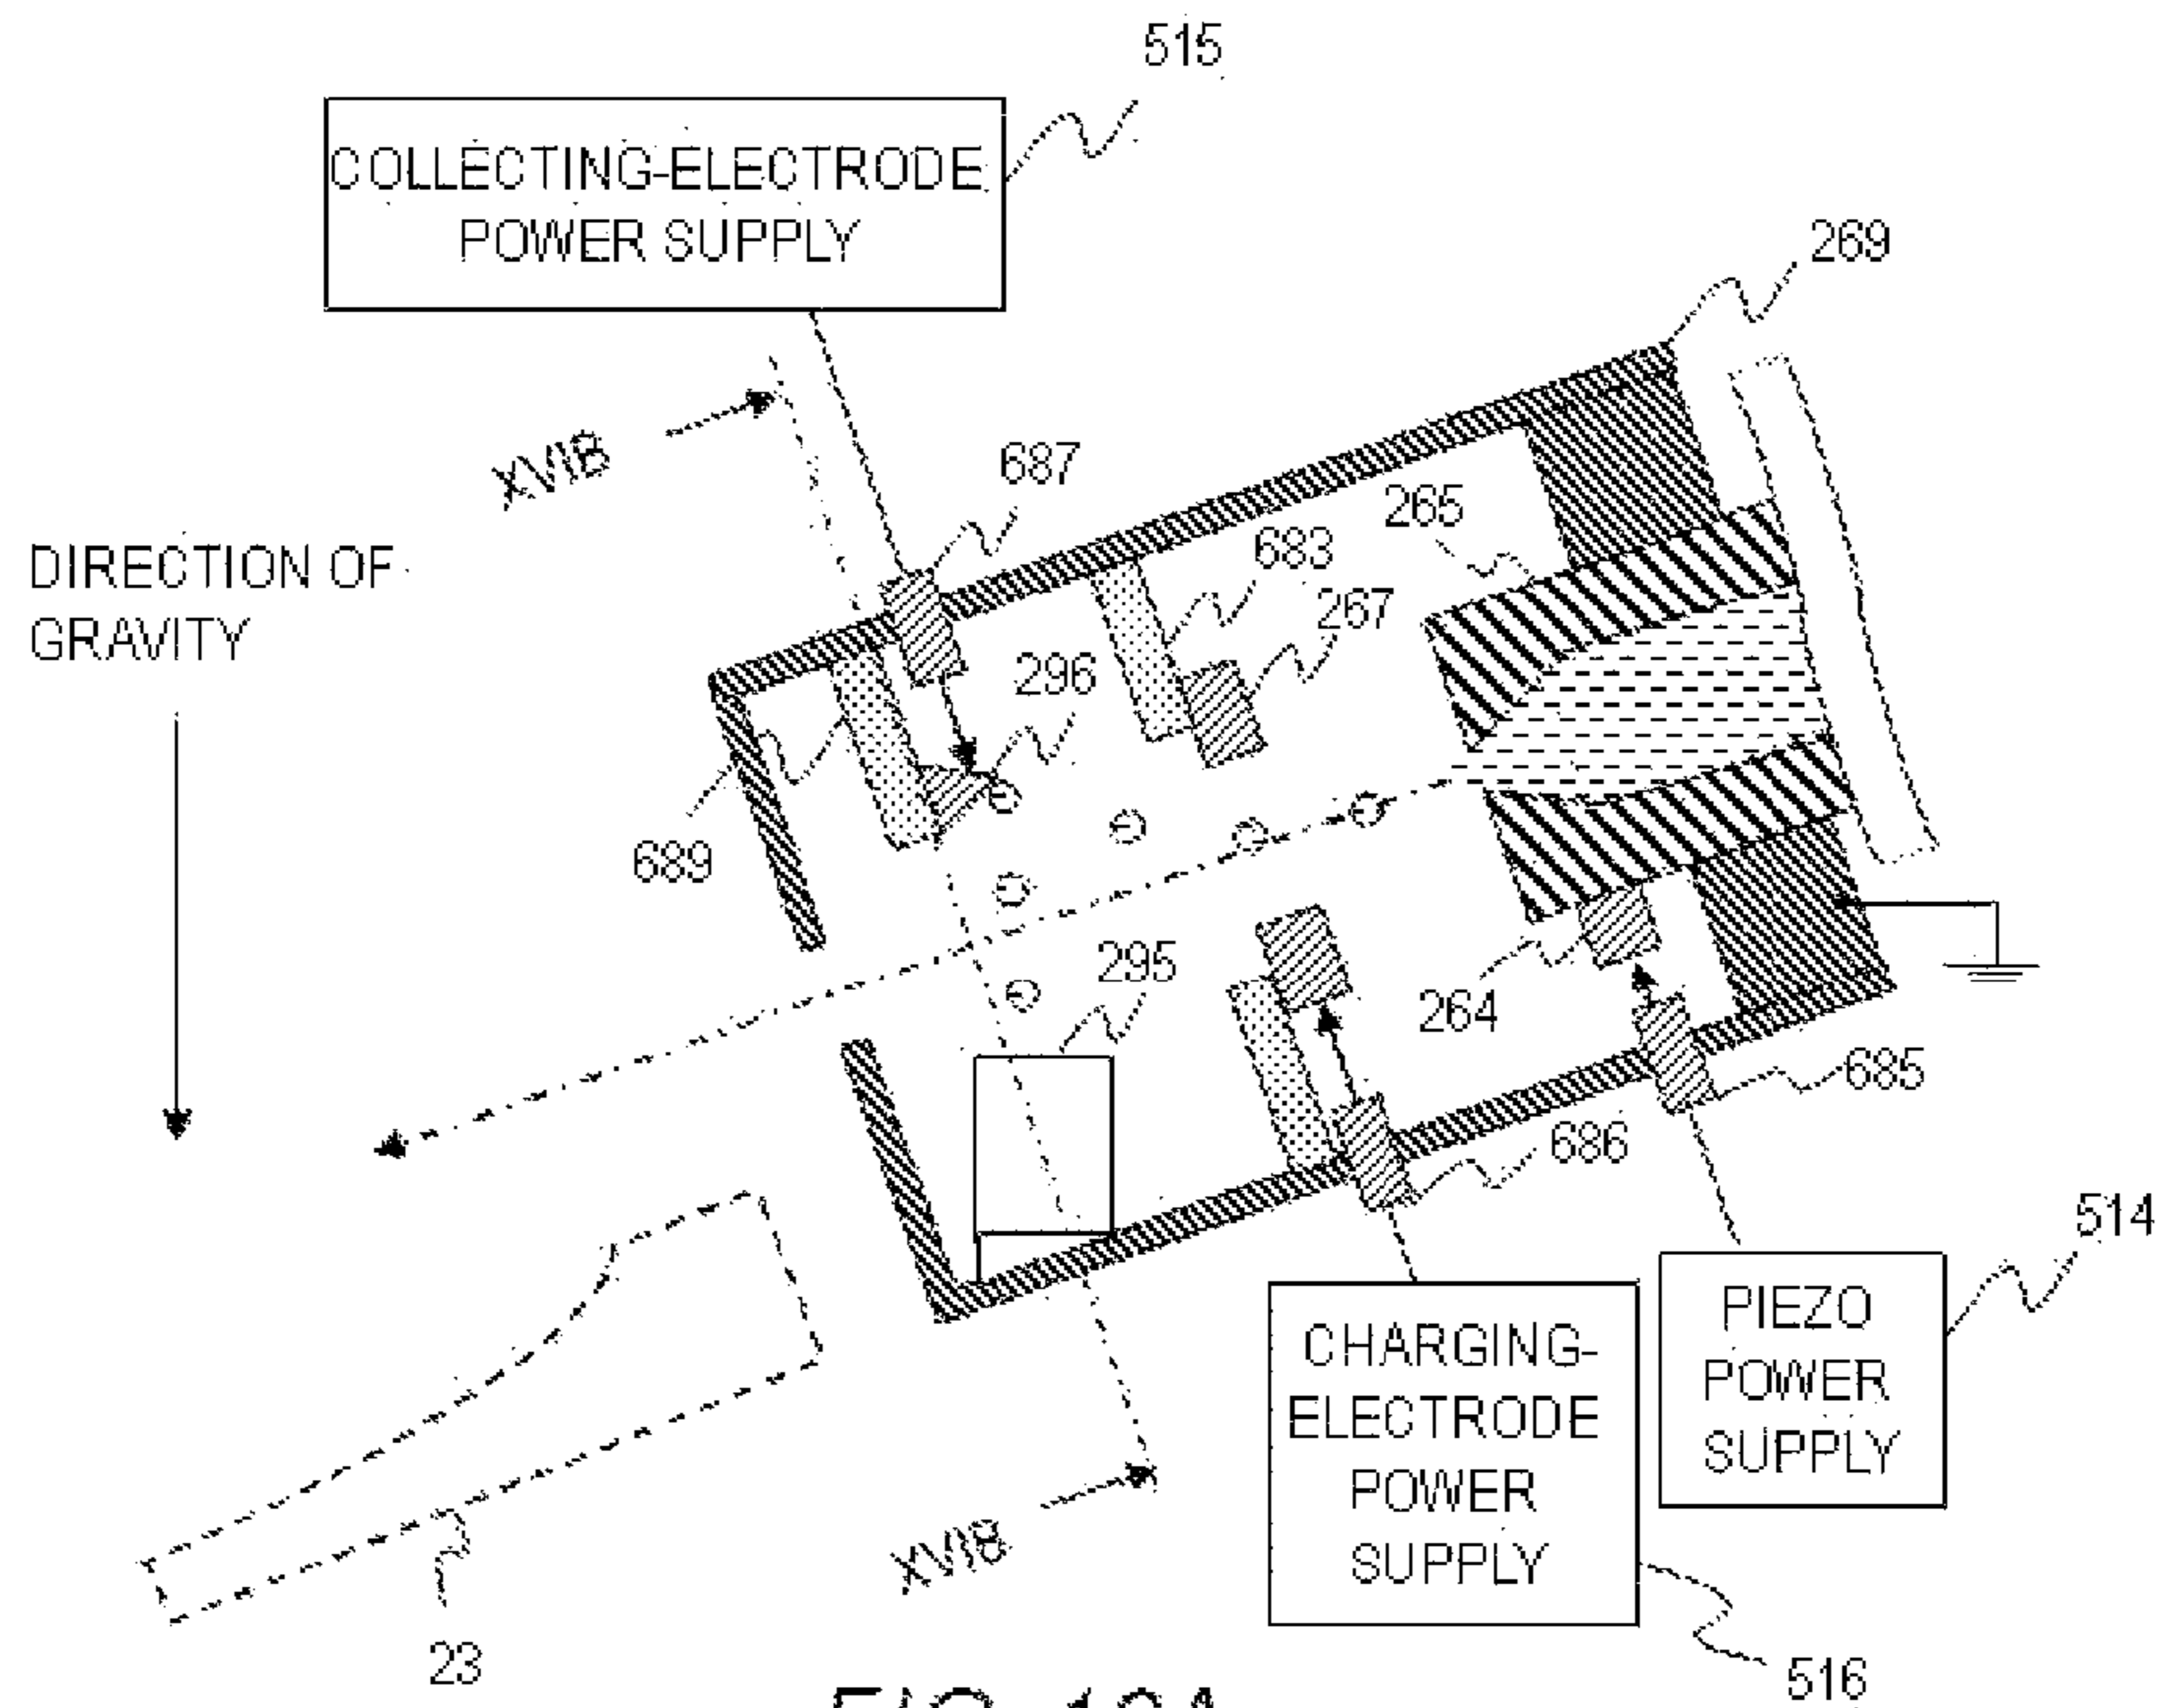 515
COLLECTING-ELECTRODE
POWER SUPPLY
269
XVIB
687
265
683
267
DIRECTION OF
GRAVITY
296
689
295
264
685
686
514
PIEZO
POWER
SUPPLY
CHARGING-
ELECTRODE
POWER
SUPPLY
XVIB
23
516